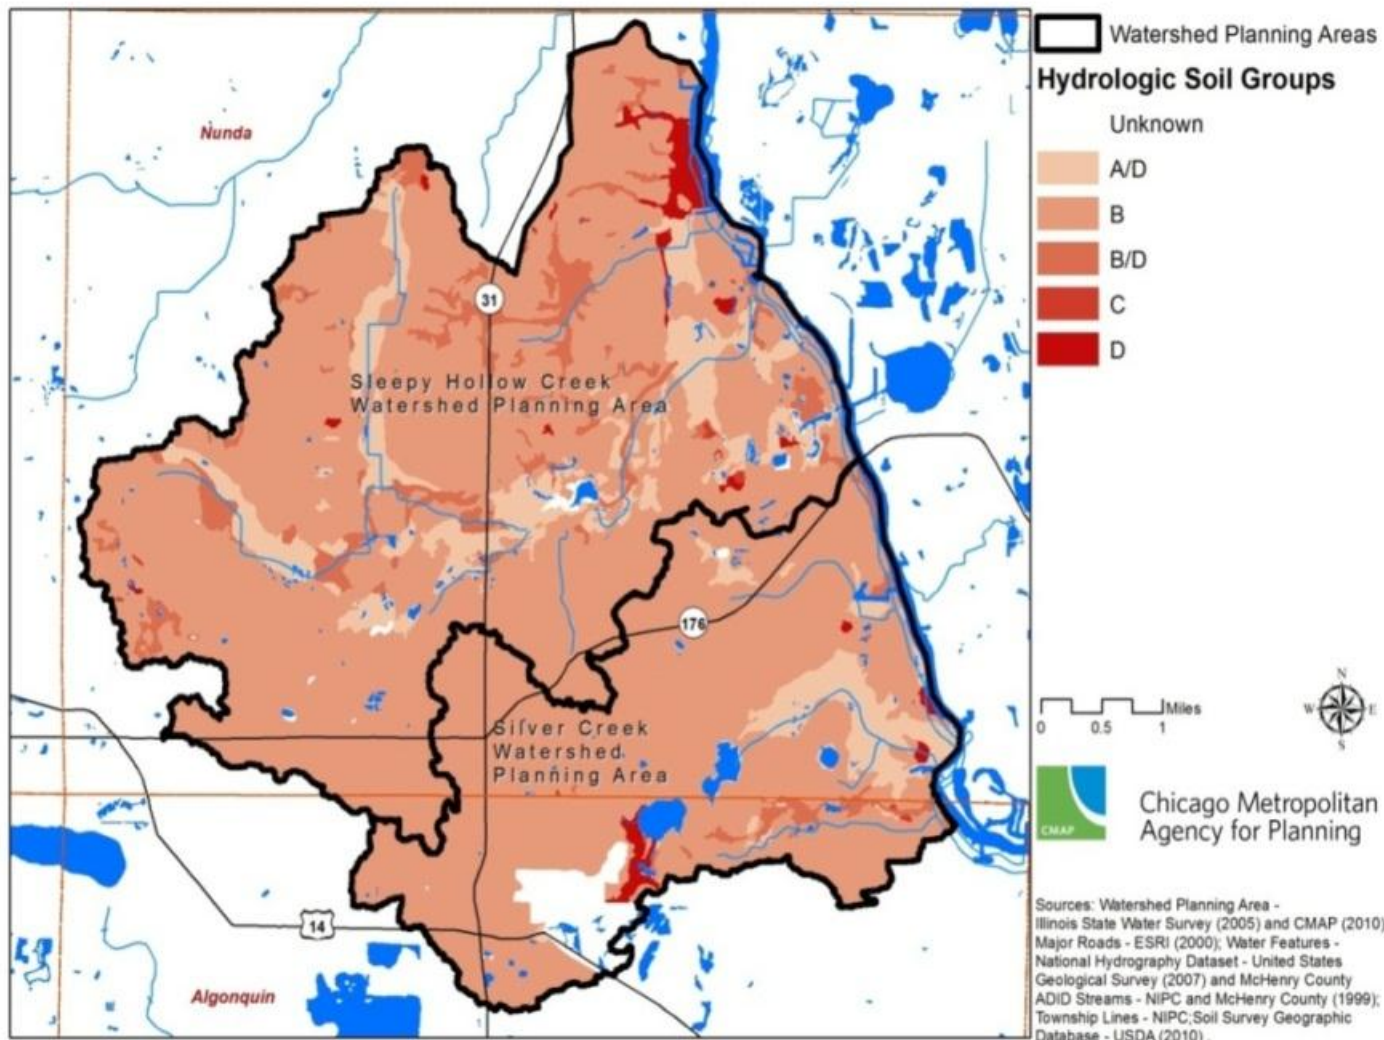 Watershed Planning Areas
Hydrologic Soil Groups
Unknown
A/D
B
B/D
C
D
Nunda
31
Sleepy Hollow Creek
Watershed Planning Area
176
Silver Creek
Watershed
Planning Area
14
Algonquin
N
W
E
S
0
0.5
1
Miles
CMAP
Chicago Metropolitan
Agency for Planning
Sources: Watershed Planning Area -
Illinois State Water Survey (2005) and CMAP (2010)
Major Roads - ESRI (2000); Water Features -
National Hydrography Dataset - United States
Geological Survey (2007) and McHenry County
ADID Streams - NIPC and McHenry County (1999);
Township Lines - NIPC;Soil Survey Geographic
Database - USDA (2010) .